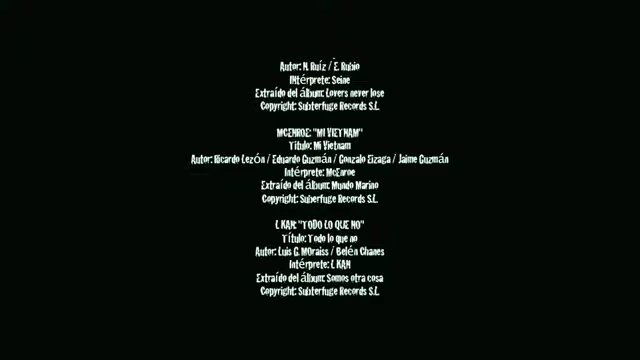 Autor: N. Ruíz / E. Rubio
Intérprete: Seine
Extraído del álbum: Lovers never lose
Copyright: Subterfuge Records S.L.
MCENROE: "MI VIETNAM"
Título: Mi Vietnam
Autor: Ricardo Lezón / Eduardo Guzmán / Gonzalo Eizaga / Jaime Guzmán
Intérprete: McEnroe
Extraído del álbum: Mundo Marino
Copyright: Suberfuge Records S.L.
L KAN: "TODO LO QUE NO"
Título: Todo lo que no
Autor: Luis G. MOraiss / Belén Chanes
Intérprete: L KAN
Extraído del álbum: Somos otra cosa
Copyright: Subterfuge Records S.L.